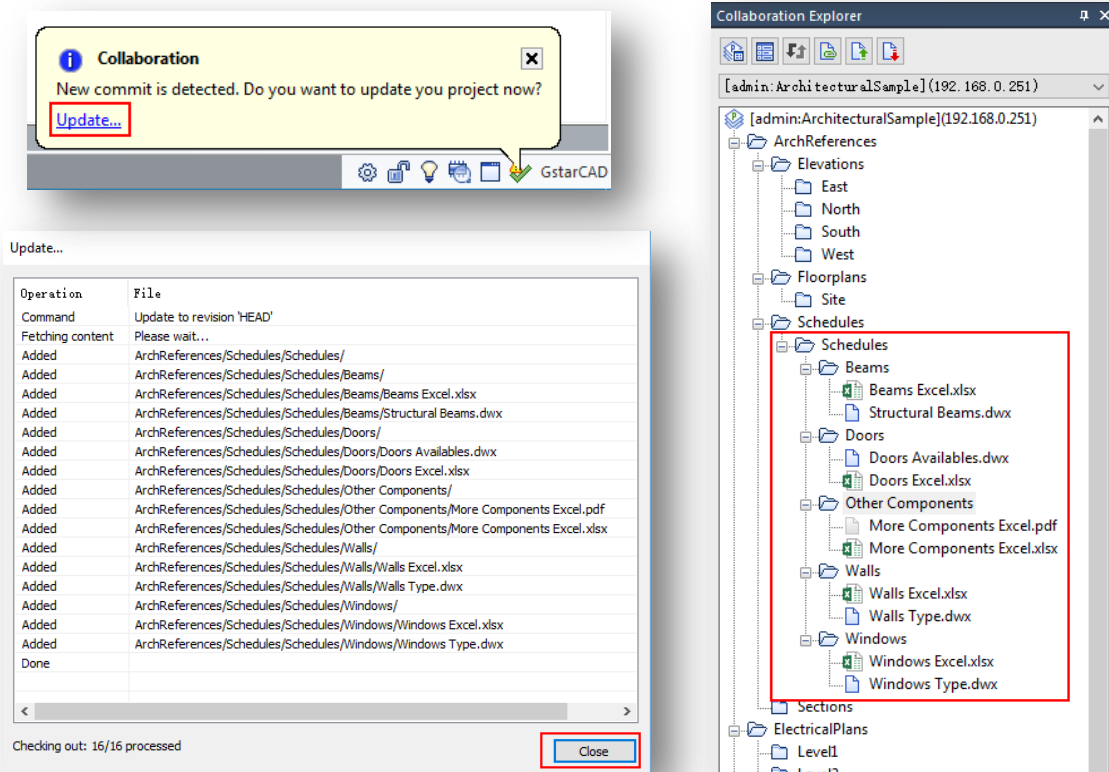 Collaboration
New commit is detected. Do you want to update you project now?
Update...
GstarCAD
Update...
Operation File
Command Update to revision 'HEAD'
Fetching content Please wait...
Added ArchReferences/Schedules/Schedules/
Added ArchReferences/Schedules/Schedules/Beams/
Added ArchReferences/Schedules/Schedules/Beams/Beams Excel.xlsx
Added ArchReferences/Schedules/Schedules/Beams/Structural Beams.dwx
Added ArchReferences/Schedules/Schedules/Doors/
Added ArchReferences/Schedules/Schedules/Doors/Doors Availables.dwx
Added ArchReferences/Schedules/Schedules/Doors/Doors Excel.xlsx
Added ArchReferences/Schedules/Schedules/Other Components/
Added ArchReferences/Schedules/Schedules/Other Components/More Components Excel.pdf
Added ArchReferences/Schedules/Schedules/Other Components/More Components Excel.xlsx
Added ArchReferences/Schedules/Schedules/Walls/
Added ArchReferences/Schedules/Schedules/Walls/Walls Excel.xlsx
Added ArchReferences/Schedules/Schedules/Walls/Walls Type.dwx
Added ArchReferences/Schedules/Schedules/Windows/
Added ArchReferences/Schedules/Schedules/Windows/Windows Excel.xlsx
Added ArchReferences/Schedules/Schedules/Windows/Windows Type.dwx
Done
Checking out: 16/16 processed
Close
Collaboration Explorer
[admin:ArchitecturalSample](192.168.0.251)
[admin:ArchitecturalSample](192.168.0.251)
ArchReferences
Elevations
East
North
South
West
Floorplans
Site
Schedules
Schedules
Beams
Beams Excel.xlsx
Structural Beams.dwx
Doors
Doors Availables.dwx
Doors Excel.xlsx
Other Components
More Components Excel.pdf
More Components Excel.xlsx
Walls
Walls Excel.xlsx
Walls Type.dwx
Windows
Windows Excel.xlsx
Windows Type.dwx
Sections
ElectricalPlans
Level1